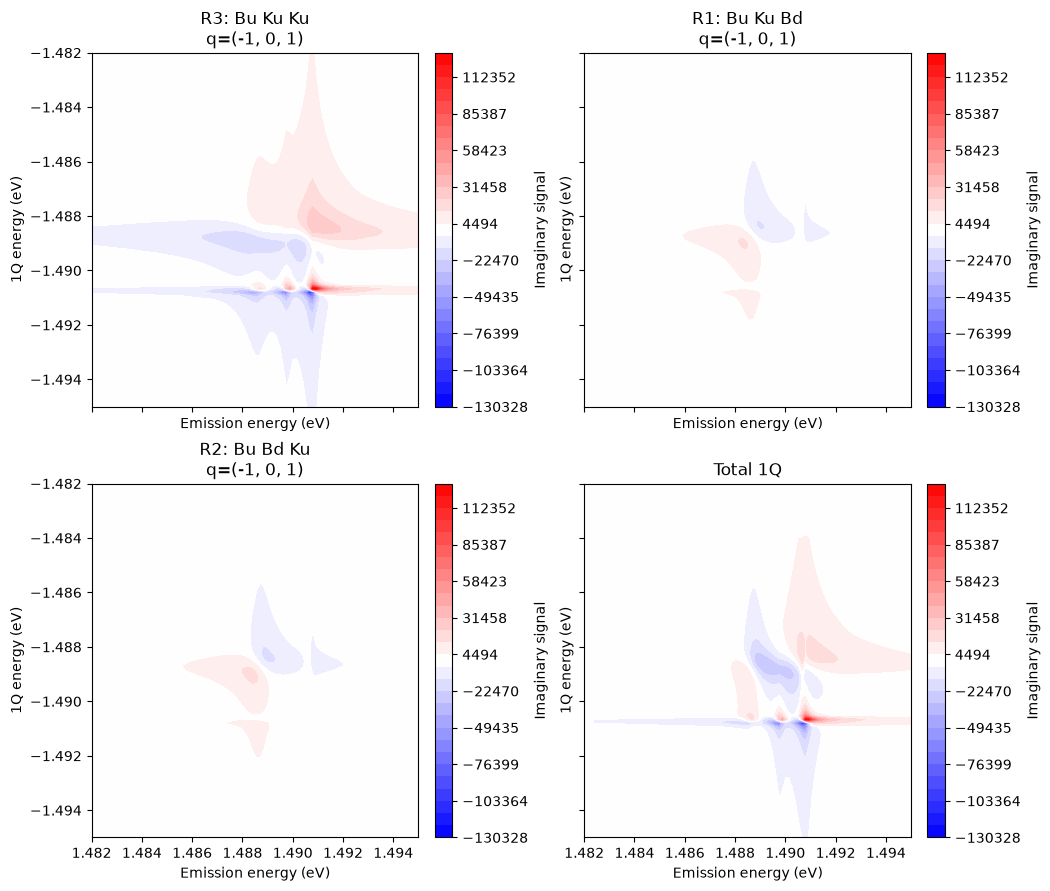 R3: Bu Ku Ku
q=(-1, 0, 1)
−1.482
−1.484
−1.486
−1.488
−1.490
−1.492
−1.494
1Q energy (eV)
Emission energy (eV)
112352
85387
58423
31458
4494
−22470
−49435
−76399
−103364
−130328
Imaginary signal
R1: Bu Ku Bd
q=(-1, 0, 1)
1Q energy (eV)
Emission energy (eV)
112352
85387
58423
31458
4494
−22470
−49435
−76399
−103364
−130328
Imaginary signal
R2: Bu Bd Ku
q=(-1, 0, 1)
−1.482
−1.484
−1.486
−1.488
−1.490
−1.492
−1.494
1Q energy (eV)
1.482 1.484 1.486 1.488 1.490 1.492 1.494
Emission energy (eV)
112352
85387
58423
31458
4494
−22470
−49435
−76399
−103364
−130328
Imaginary signal
Total 1Q
1Q energy (eV)
1.482 1.484 1.486 1.488 1.490 1.492 1.494
Emission energy (eV)
112352
85387
58423
31458
4494
−22470
−49435
−76399
−103364
−130328
Imaginary signal